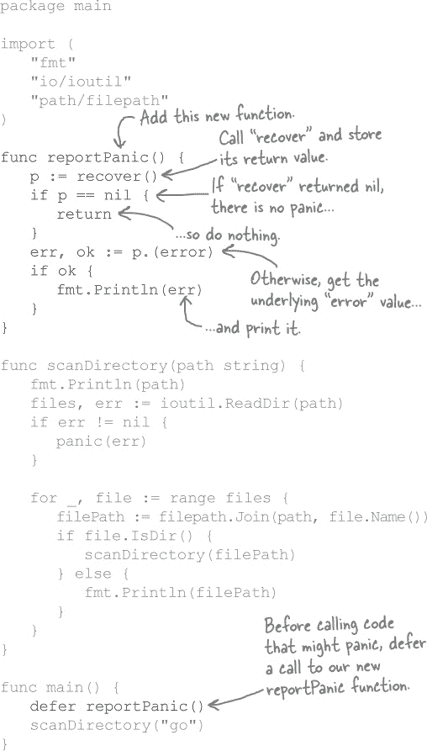 package main
import (
"fmt"
"io/ioutil"
"path/filepath"
)
Add this new function.
func reportPanic() {
Call “recover” and store
its return value.
p := recover()
if p == nil {
If “recover” returned nil,
there is no panic...
return
}
...so do nothing.
err, ok := p.(error)
if ok {
Otherwise, get the
underlying “error” value...
fmt.Println(err)
}
...and print it.
}
func scanDirectory(path string) {
fmt.Println(path)
files, err := ioutil.ReadDir(path)
if err != nil {
panic(err)
}
for _, file := range files {
filePath := filepath.Join(path, file.Name())
if file.IsDir() {
scanDirectory(filePath)
} else {
fmt.Println(filePath)
}
}
}
Before calling code
that might panic, defer
a call to our new
reportPanic function.
func main() {
defer reportPanic()
scanDirectory("go")
}